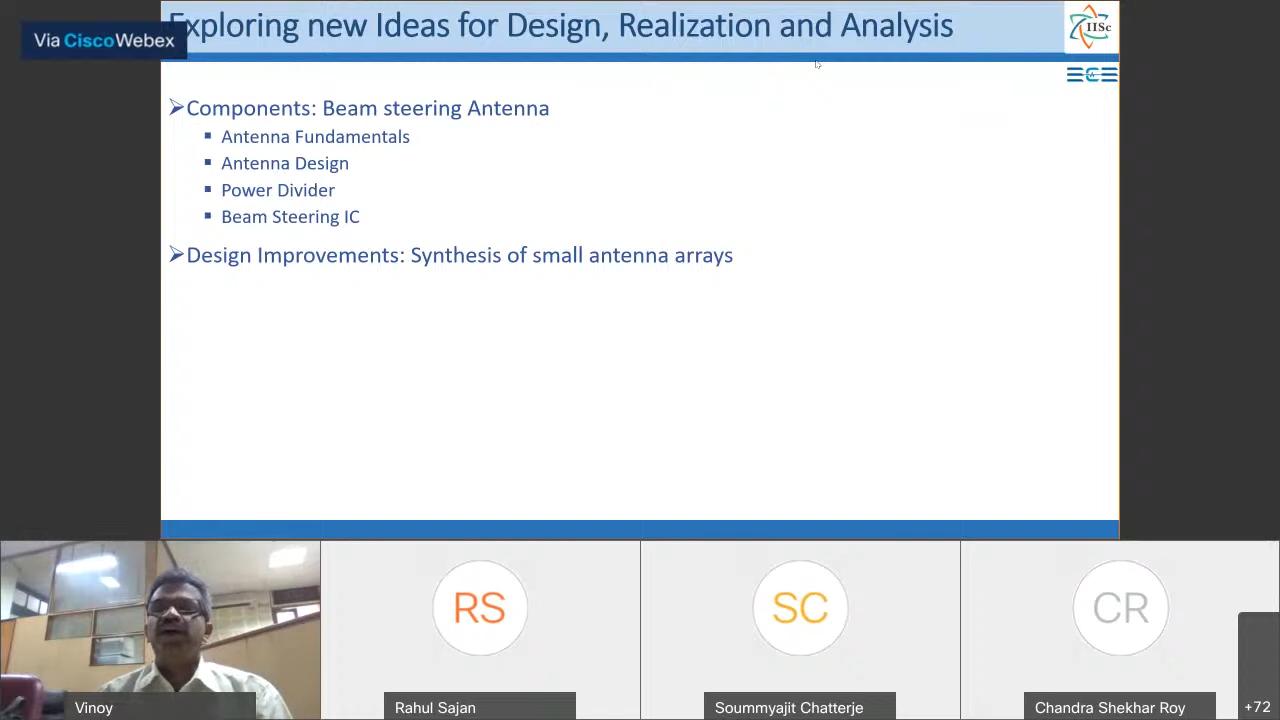 Exploring new Ideas for Design, Realization and Analysis
Via CiscoWebex
IISc
ECE
➢Components: Beam steering Antenna
▪ Antenna Fundamentals
▪ Antenna Design
▪ Power Divider
▪ Beam Steering IC
➢Design Improvements: Synthesis of small antenna arrays
RS
SC
CR
Vinoy
Rahul Sajan
Soummyajit Chatterje
Chandra Shekhar Roy
+72